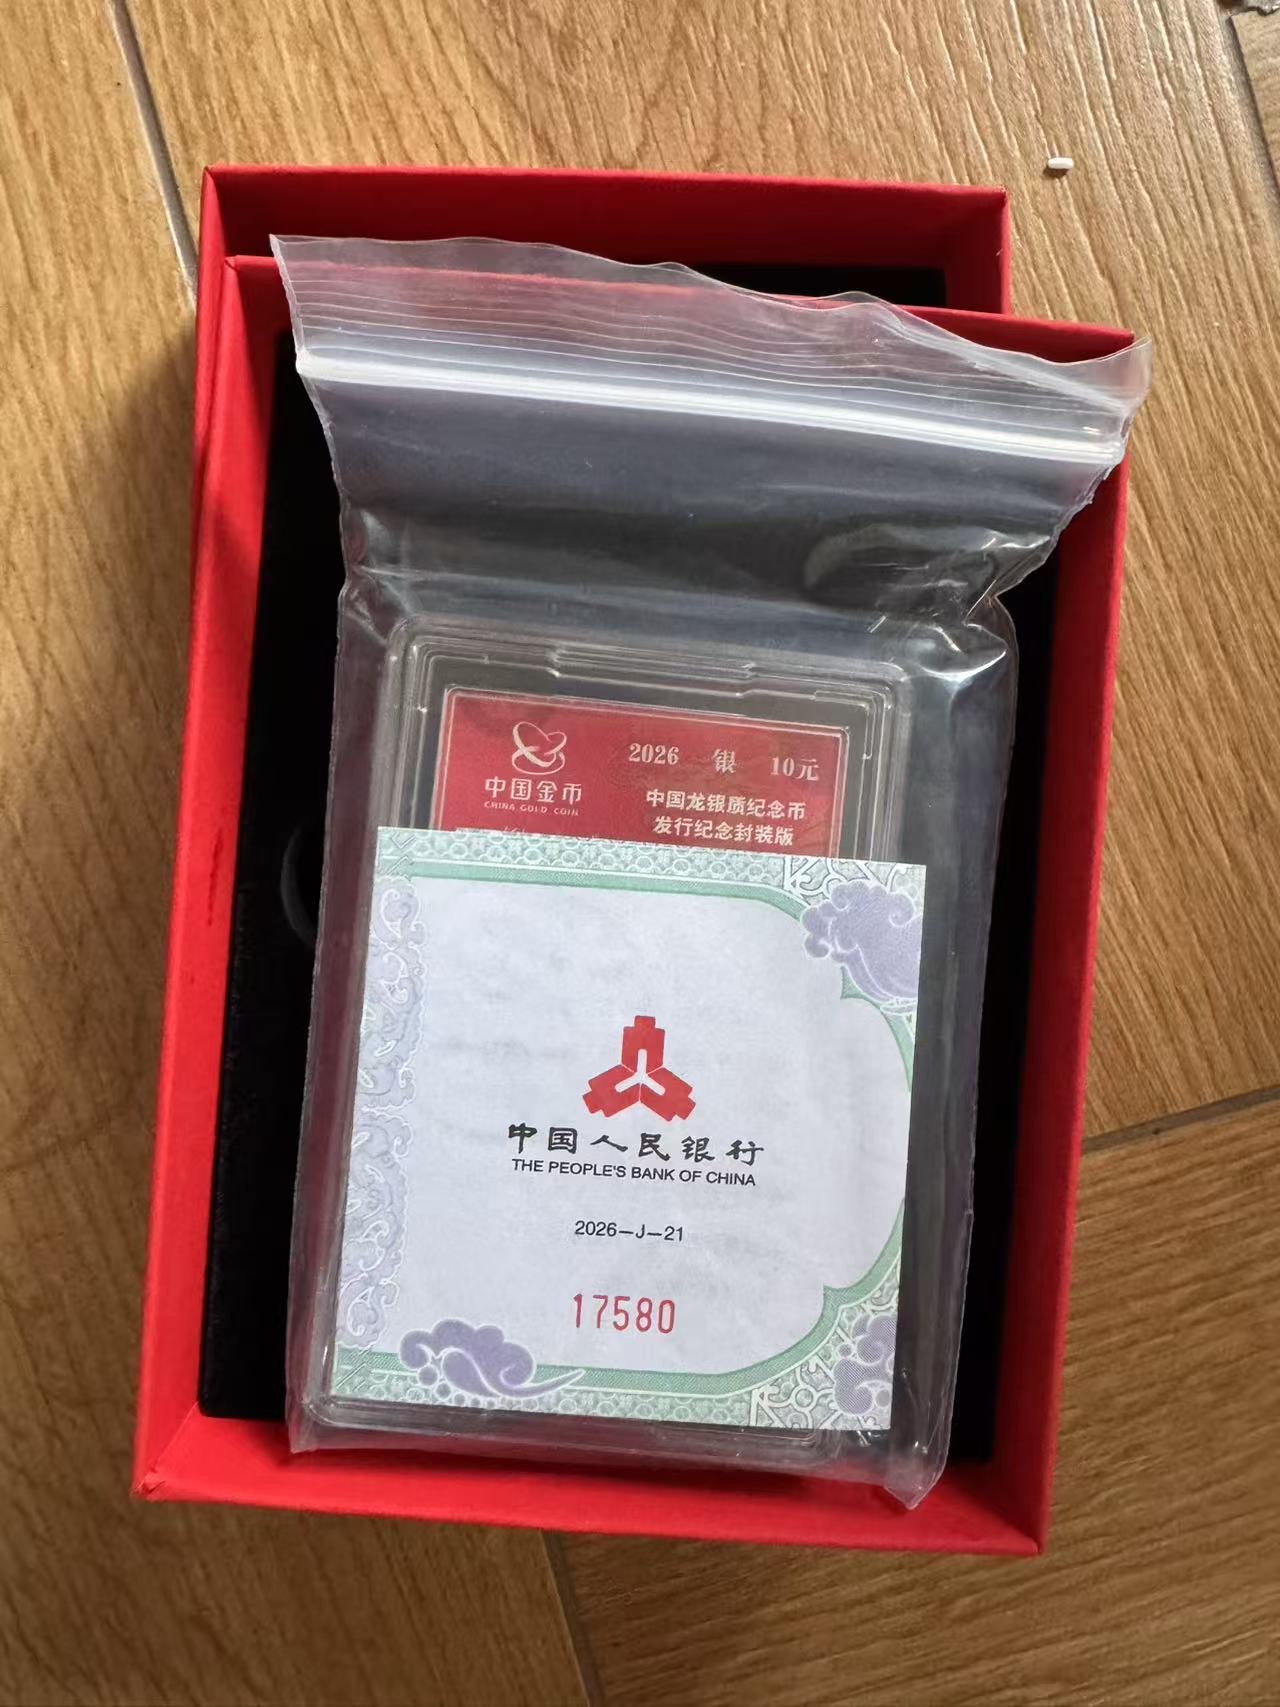 中国金币
CHINA GOLD COIN
2026 银 10元
中国龙银质纪念币
发行纪念封装版
中国人民银行
THE PEOPLE'S BANK OF CHINA
2026-J-21
17580